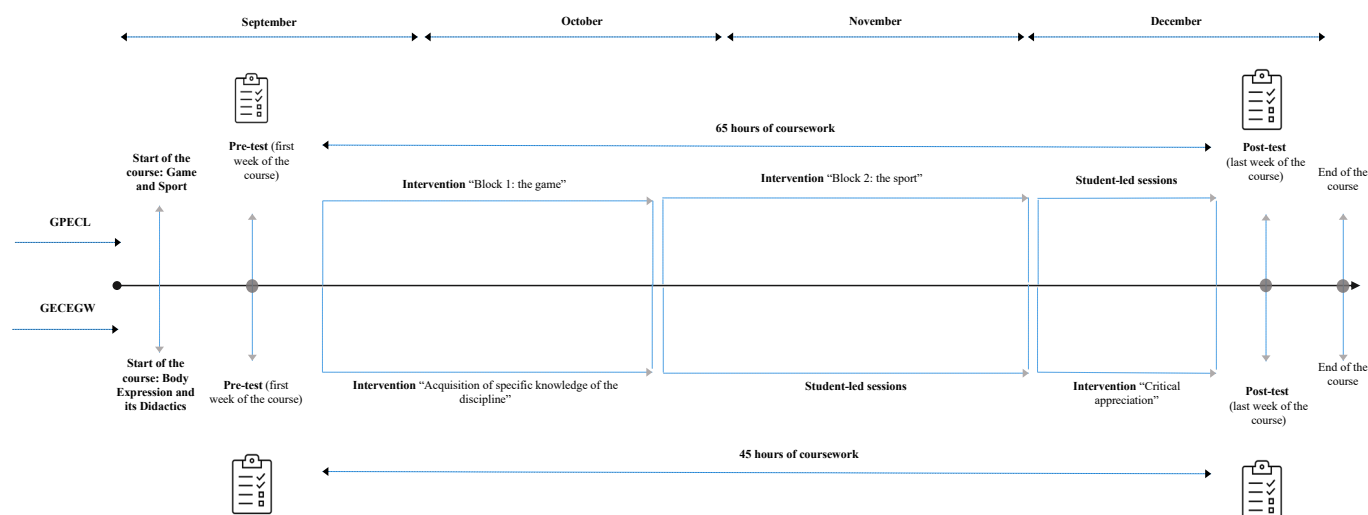 September
October
November
December
65 hours of coursework
Pre-test (first
week of the
course)
Post-test
(last week of the
course)
Start of the
course: Game
and Sport
Intervention “Block 1: the game”
Intervention “Block 2: the sport”
Student-led sessions
End of the
course
GPECL
GECEGW
Start of the
course: Body
Expression and
its Didactics
Pre-test (first
week of the course)
Intervention “Acquisition of specific knowledge of the
discipline”
Student-led sessions
Intervention “Critical
appreciation”
Post-test
(last week of the
course)
End of the
course
45 hours of coursework